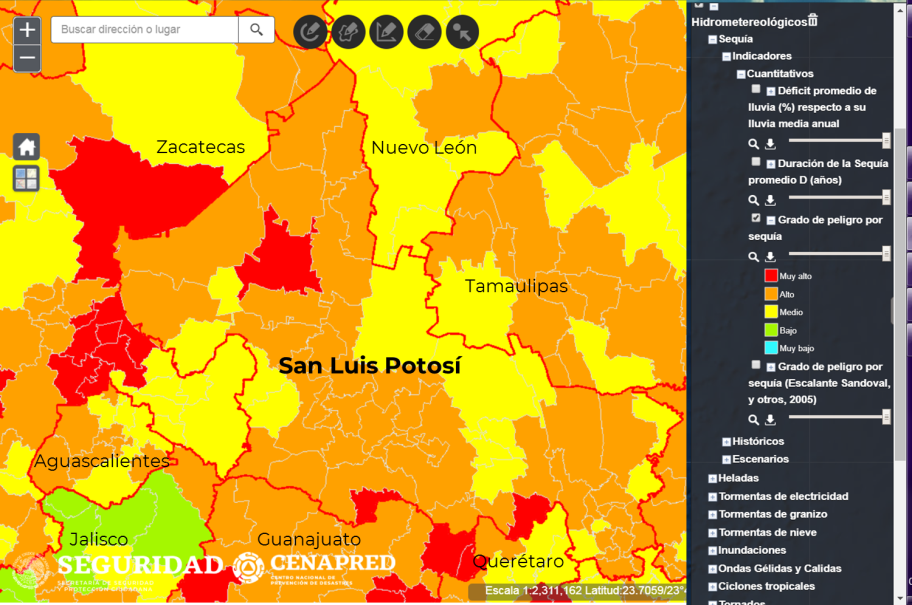 Buscar dirección o lugar
Zacatecas
Nuevo León
Tamaulipas
San Luis Potosí
Aguascalientes
Jalisco
Guanajuato
Querétaro
SEGURIDAD
SECRETARÍA DE SEGURIDAD
Y PROTECCIÓN CIUDADANA
CENAPRED
CENTRO NACIONAL DE
PREVENCIÓN DE DESASTRES
Escala 1:2,311,162 Latitud:23.7059/23°
Hidrometereológicos
Sequía
Indicadores
Cuantitativos
Déficit promedio de
lluvia (%) respecto a su
lluvia media anual
Duración de la Sequía
promedio D (años)
Grado de peligro por
sequía
Muy alto
Alto
Medio
Bajo
Muy bajo
Grado de peligro por
sequía (Escalante Sandoval,
y otros, 2005)
Históricos
Escenarios
Heladas
Tormentas de electricidad
Tormentas de granizo
Tormentas de nieve
Inundaciones
Ondas Gélidas y Calidas
Ciclones tropicales
Tornados